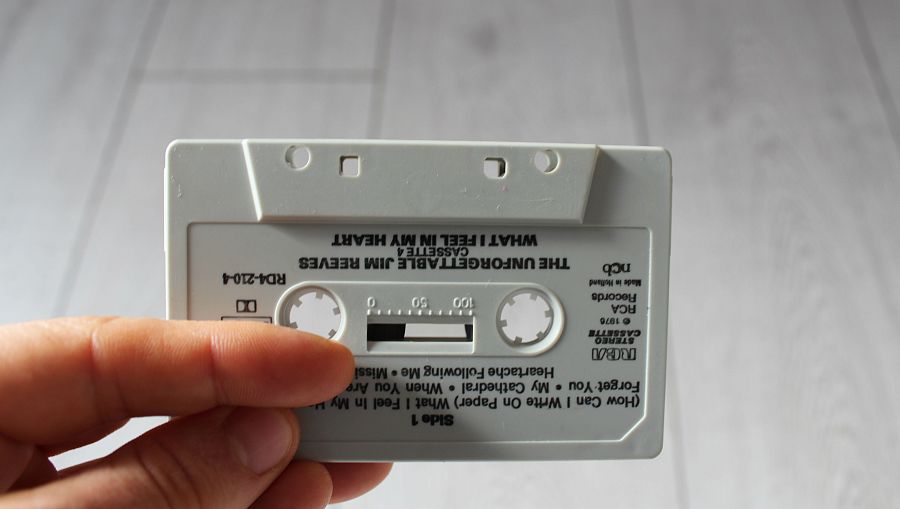 Side 1
(How Can I Write On Paper) What I Feel In My
Forget You • My Cathedral • When You Are
Heartache Following Me •
RCA
STEREO
CASSETTE
℗ 1976
RCA
Records
Made in Holland
ncb
0 50 100
RD4-210-4
THE UNFORGETTABLE JIM REEVES
CASSETTE 4
WHAT I FEEL IN MY HEART